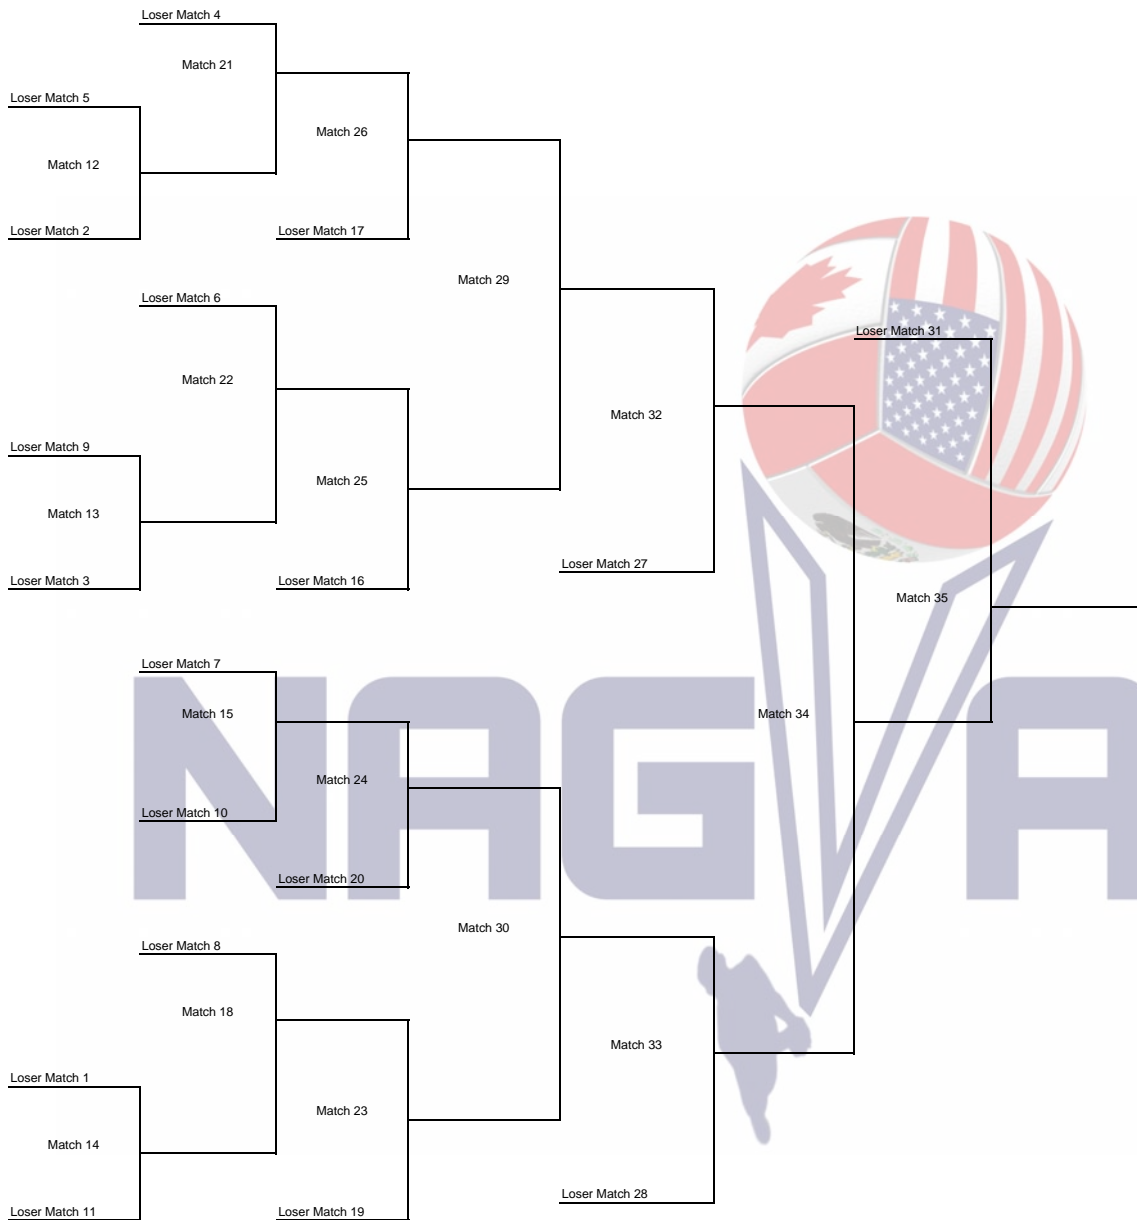 Loser Match 4
Match 21
Loser Match 5
Match 26
Match 12
Loser Match 2
Loser Match 17
Match 29
Loser Match 6
Loser Match 31
Match 22
Match 32
Loser Match 9
Match 25
Match 13
Loser Match 27
Loser Match 3
Loser Match 16
Match 35
Loser Match 7
Match 15
Match 34
Match 24
Loser Match 10
Loser Match 20
NAGVA
Match 30
Loser Match 8
Match 18
Match 33
Loser Match 1
Match 23
Match 14
Loser Match 28
Loser Match 11
Loser Match 19